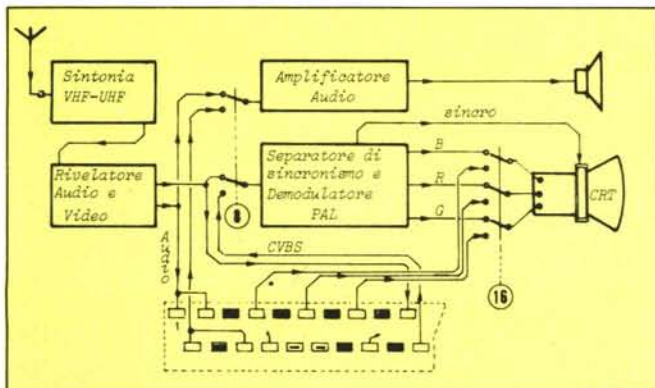 Sintonia
VHF-UHF
Amplificatore
Audio
sincro
Rivelatore
Audio e
Video
Separatore di
sincronismo e
Demodulatore
PAL
B
R
G
CRT
8
Audio
CVBS
16